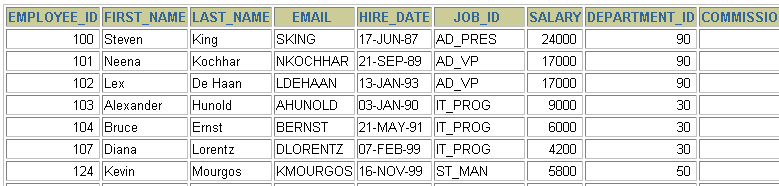 EMPLOYEE_ID FIRST_NAME LAST_NAME EMAIL HIRE_DATE JOB_ID SALARY DEPARTMENT_ID COMMISSIO
100 Steven King SKING 17-JUN-87 AD_PRES 24000 90
101 Neena Kochhar NKOCHHAR 21-SEP-89 AD_VP 17000 90
102 Lex De Haan LDEHAAN 13-JAN-93 AD_VP 17000 90
103 Alexander Hunold AHUNOLD 03-JAN-90 IT_PROG 9000 30
104 Bruce Ernst BERNST 21-MAY-91 IT_PROG 6000 30
107 Diana Lorentz DLORENTZ 07-FEB-99 IT_PROG 4200 30
124 Kevin Mourgos KMOURGOS 16-NOV-99 ST_MAN 5800 50